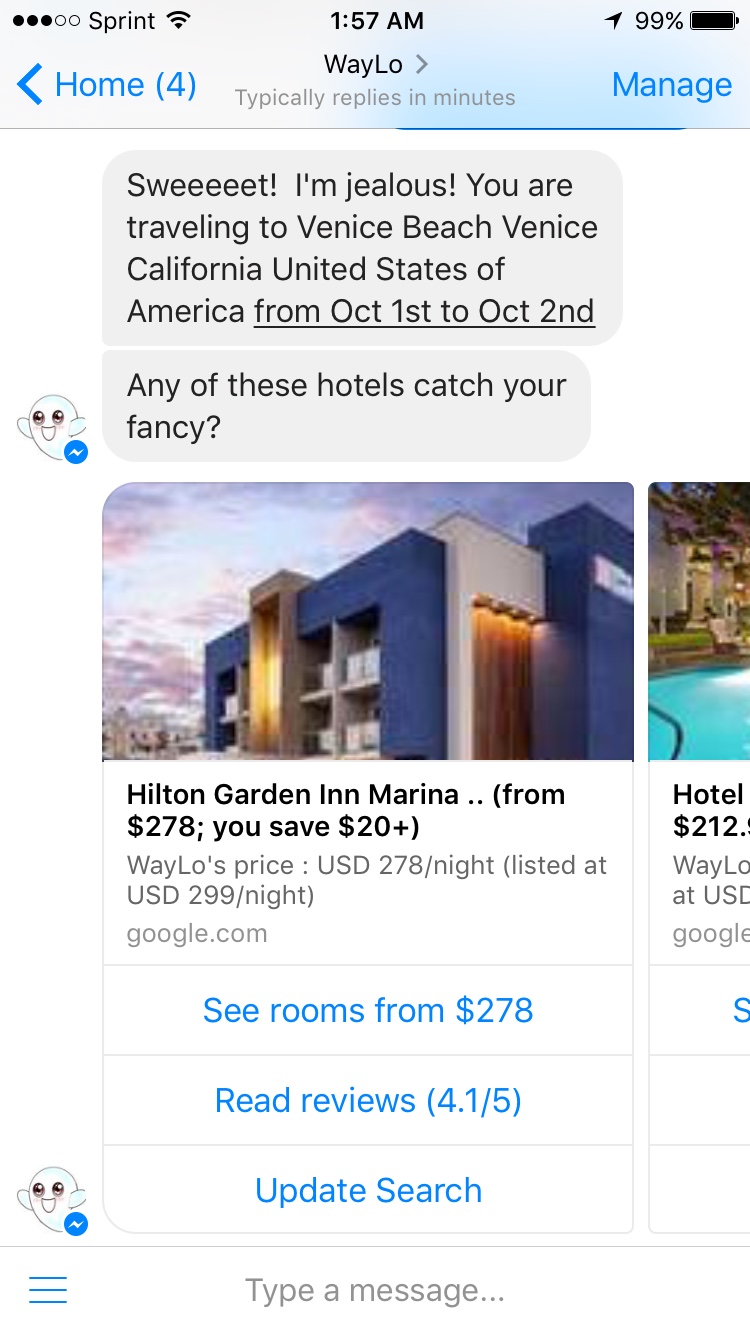 Sprint 1:57 AM 99%
Home (4) WayLo Manage
Typically replies in minutes
Sweeeeet! I'm jealous! You are
traveling to Venice Beach Venice
California United States of
America from Oct 1st to Oct 2nd
Any of these hotels catch your
fancy?
Hilton Garden Inn Marina .. (from
$278; you save $20+)
WayLo's price : USD 278/night (listed at
USD 299/night)
google.com
See rooms from $278
Read reviews (4.1/5)
Update Search
Hotel
$212.
WayLo
at USD
google
S
Type a message...